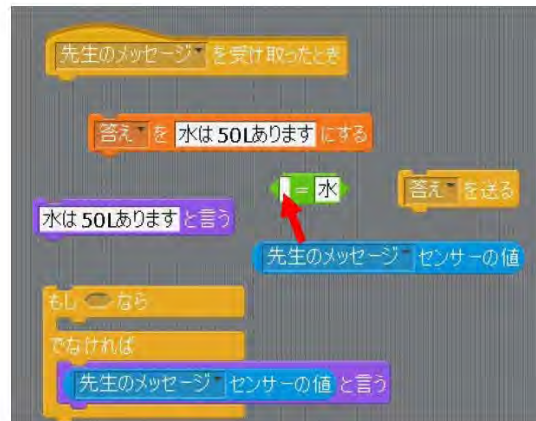 先生のメッセージ を受け取ったとき
答え を 水は 50Lあります にする
= 水
答え を送る
水は 50Lあります と言う
先生のメッセージ センサーの値
もし なら
でなければ
先生のメッセージ センサーの値 と言う